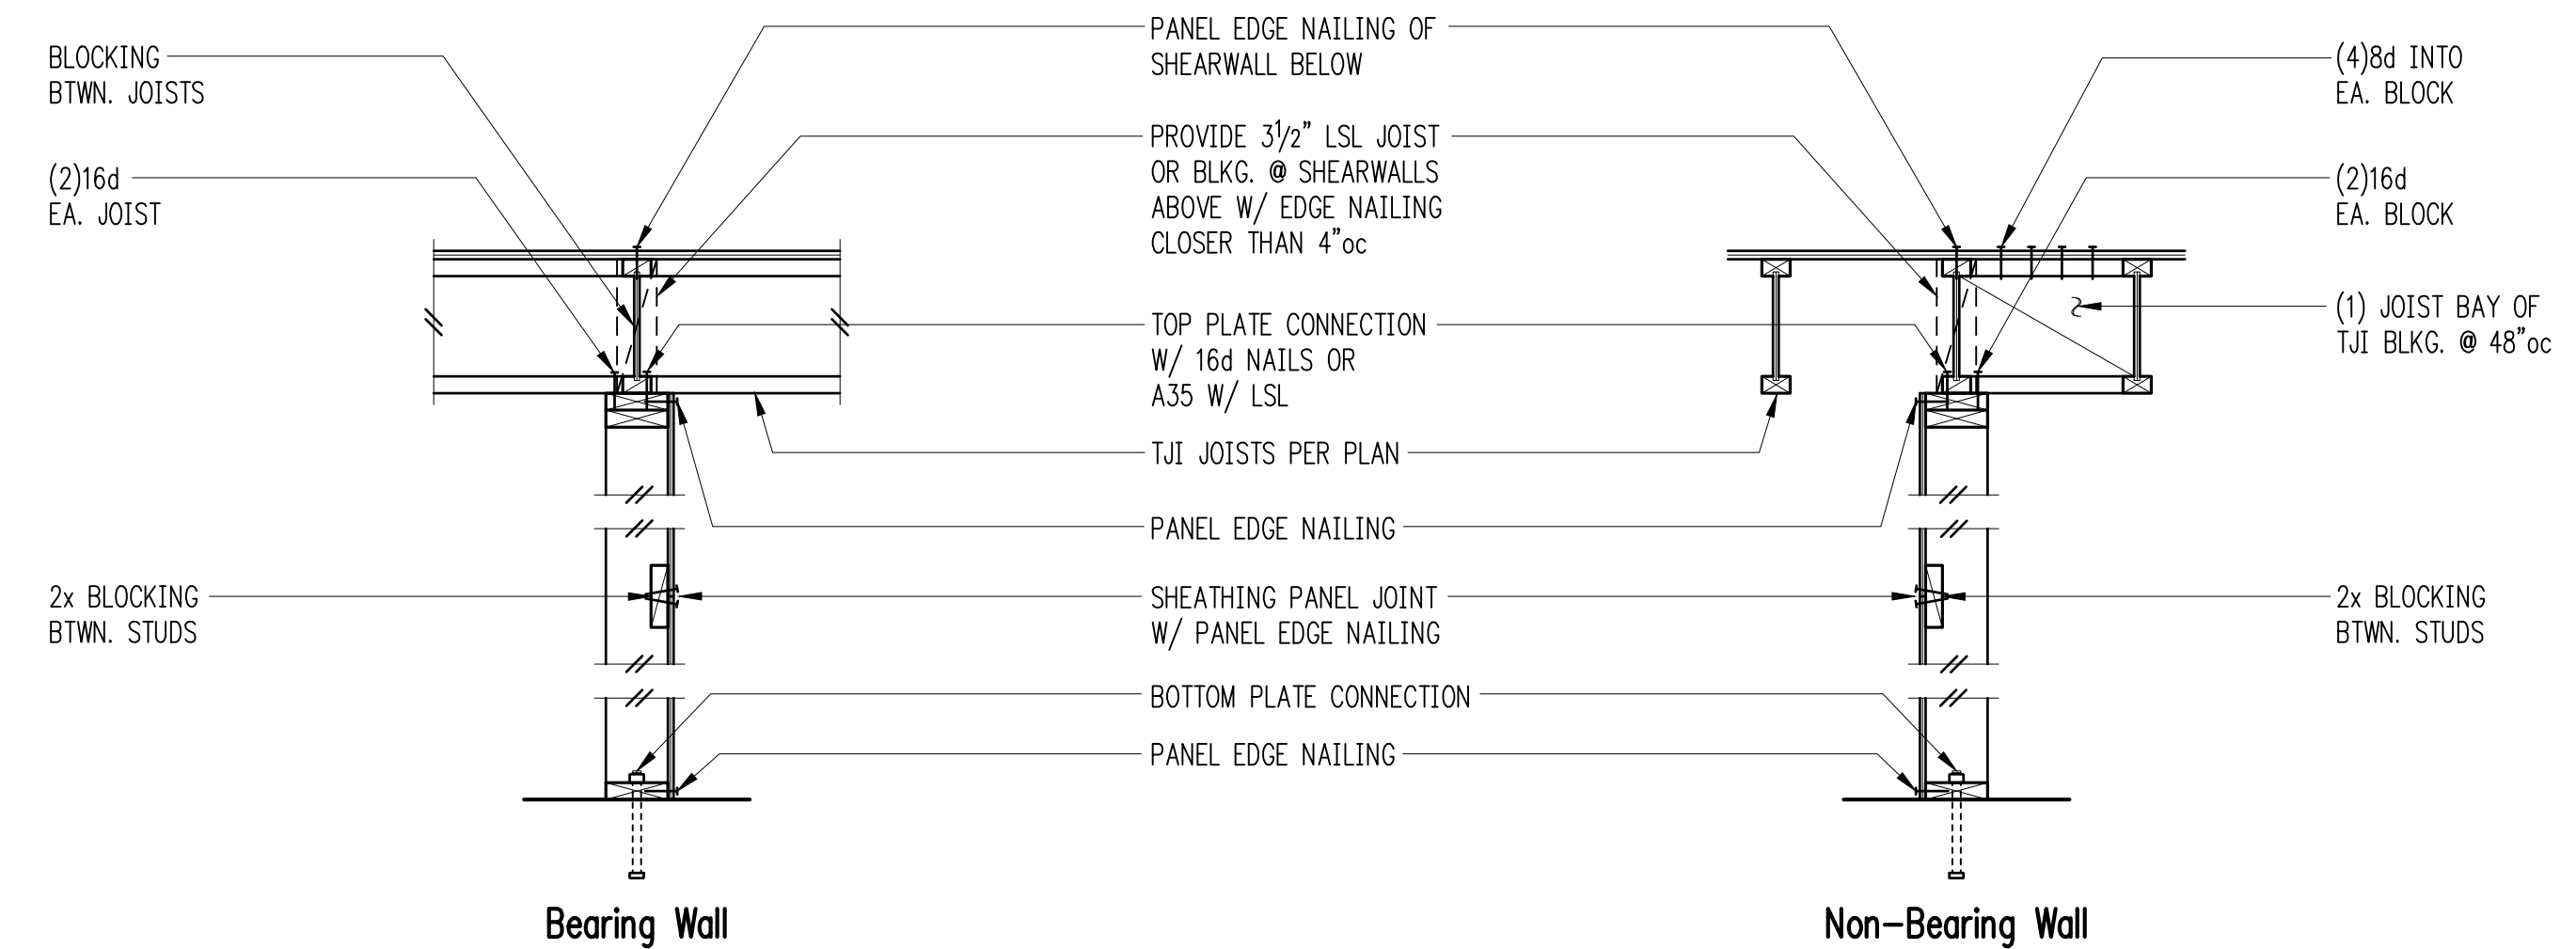 BLOCKING
BTWN. JOISTS
(2)16d
EA. JOIST
2x BLOCKING
BTWN. STUDS
PANEL EDGE NAILING OF
SHEARWALL BELOW
PROVIDE 3 1/2" LSL JOIST
OR BLKG. @ SHEARWALLS
ABOVE W/ EDGE NAILING
CLOSER THAN 4"oc
TOP PLATE CONNECTION
W/ 16d NAILS OR
A35 W/ LSL
TJI JOISTS PER PLAN
PANEL EDGE NAILING
SHEATHING PANEL JOINT
W/ PANEL EDGE NAILING
BOTTOM PLATE CONNECTION
PANEL EDGE NAILING
(4)8d INTO
EA. BLOCK
(2)16d
EA. BLOCK
(1) JOIST BAY OF
TJI BLKG. @ 48"oc
2x BLOCKING
BTWN. STUDS
Bearing Wall
Non-Bearing Wall